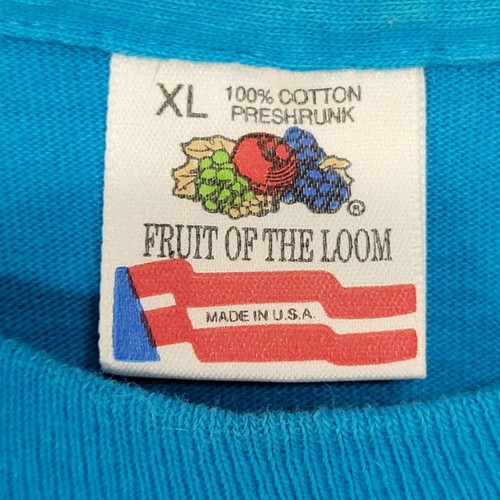 XL 100% COTTON
PRESHRUNK
®
FRUIT OF THE LOOM
MADE IN U.S.A.